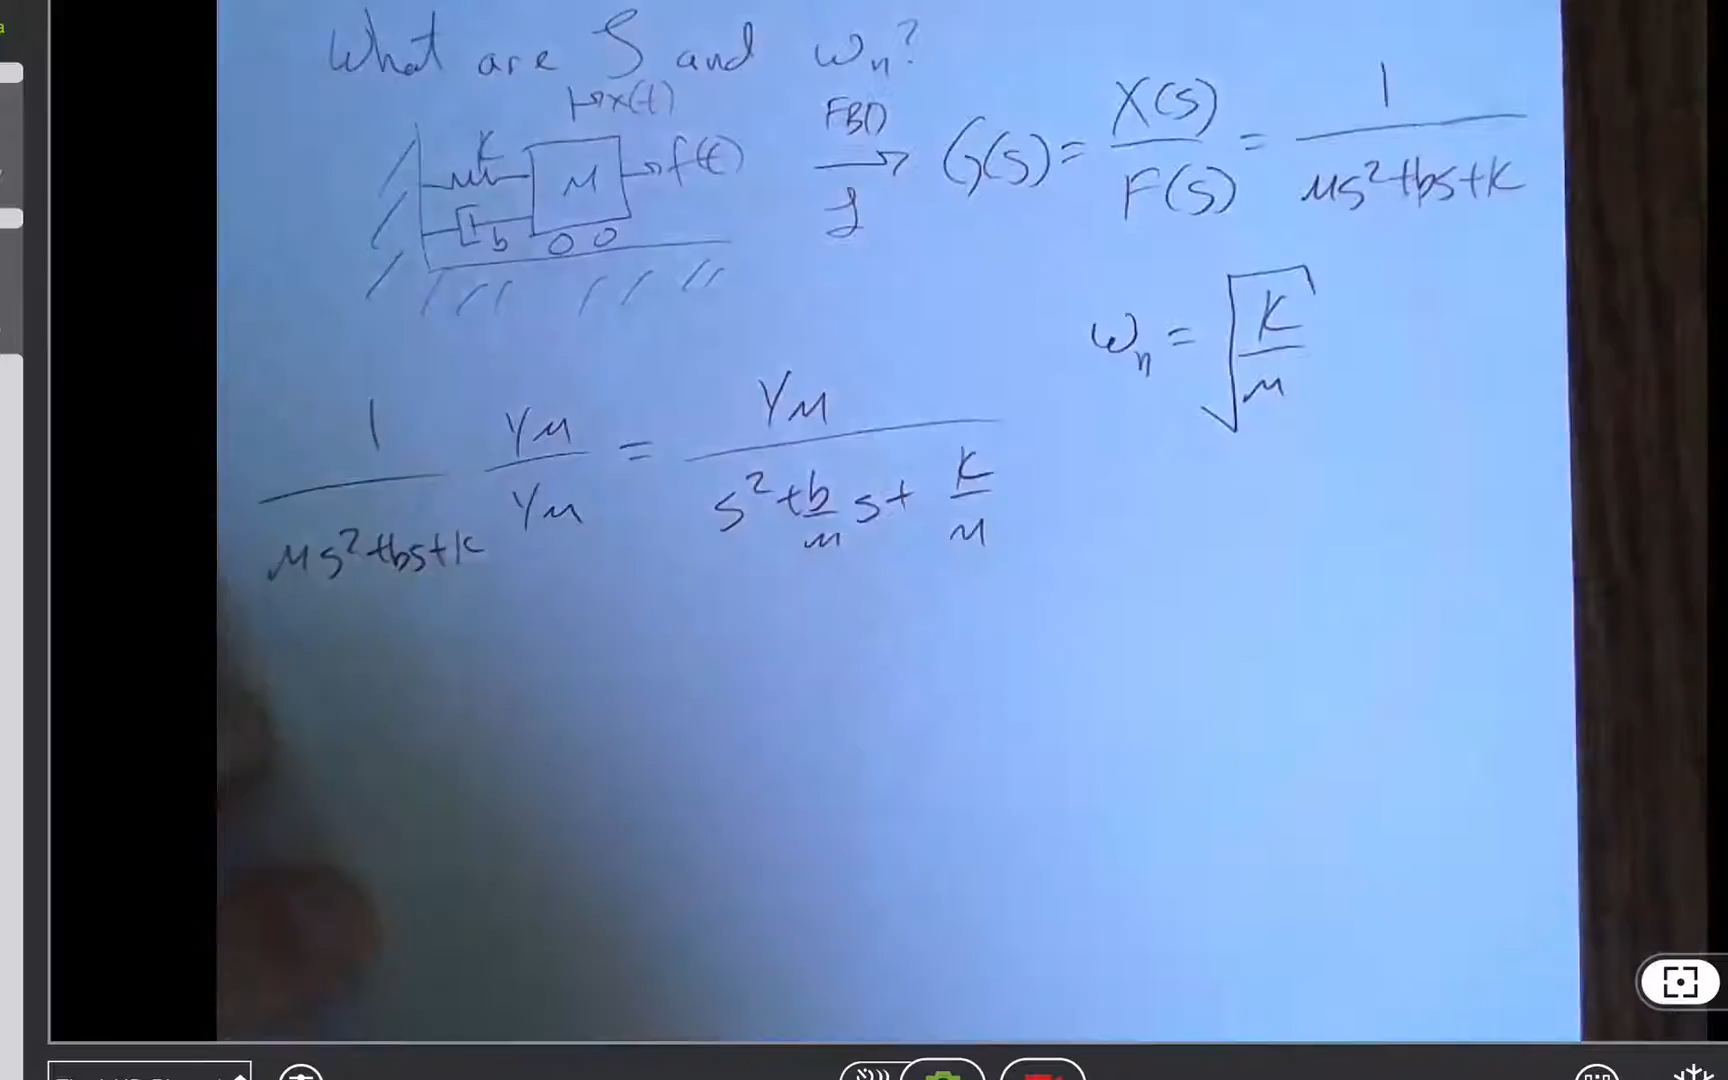 What are ζ and ωn?
↦x(t)
K
M
→f(t)
b
FBD
→
ℒ
G(s) = X(s)/F(s) = 1/(Ms²+bs+K)
ωn = √(K/M)
1/(Ms²+bs+K) (1/M)/(1/M) = (1/M)/(s²+(b/M)s+K/M)